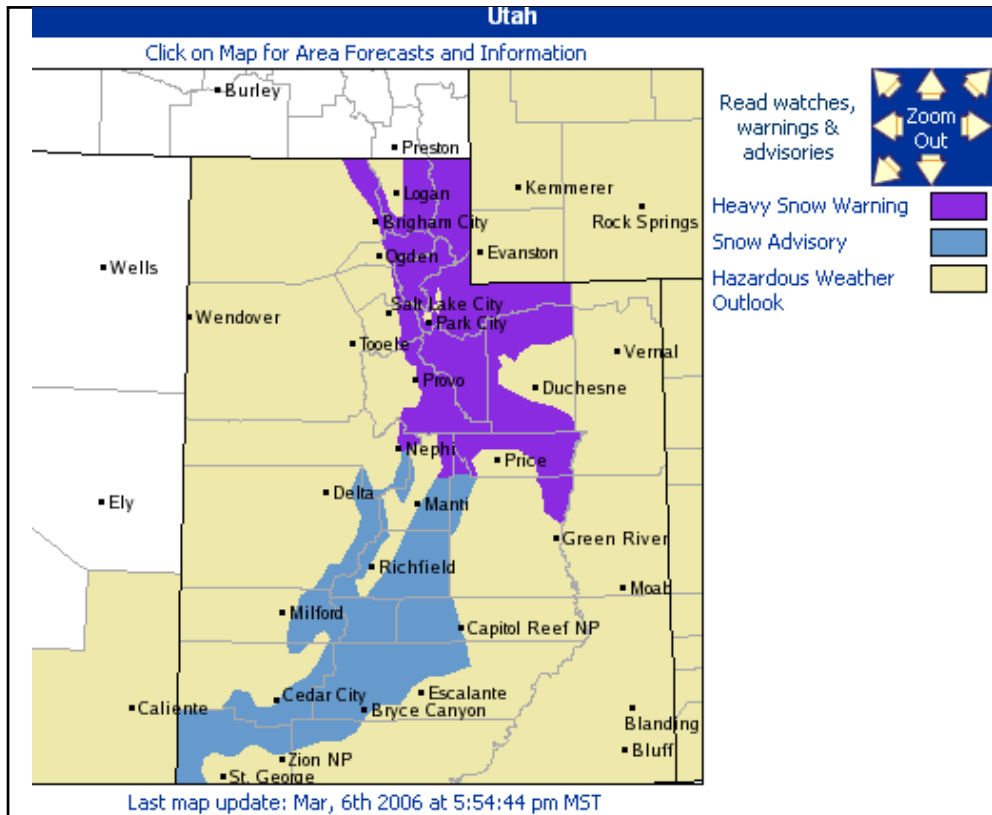 Utah
Click on Map for Area Forecasts and Information
Burley
Preston
Logan
Kemmerer
Rock Springs
Brigham City
Ogden
Evanston
Wells
Salt Lake City
Wendover
Park City
Tooele
Vernal
Provo
Duchesne
Nephi
Price
Delta
Ely
Manti
Green River
Richfield
Moab
Milford
Capitol Reef NP
Escalante
Cedar City
Caliente
Bryce Canyon
Blanding
Bluff
Zion NP
St. George
Read watches,
warnings &
advisories
Zoom
Out
Heavy Snow Warning
Snow Advisory
Hazardous Weather
Outlook
Last map update: Mar, 6th 2006 at 5:54:44 pm MST